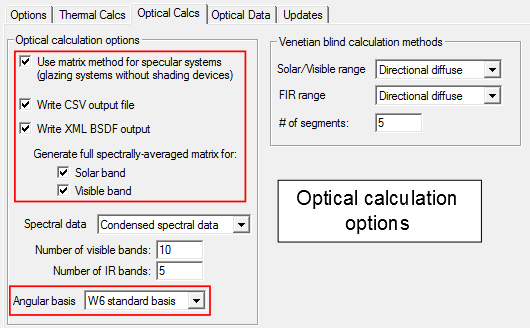 Options Thermal Calcs Optical Calcs Optical Data Updates
Optical calculation options
Use matrix method for specular systems
(glazing systems without shading devices)
Write CSV output file
Write XML BSDF output
Generate full spectrally-averaged matrix for:
Solar band
Visible band
Spectral data Condensed spectral data
Number of visible bands: 10
Number of IR bands: 5
Angular basis W6 standard basis
Venetian blind calculation methods
Solar/Visible range Directional diffuse
FIR range Directional diffuse
# of segments: 5
Optical calculation
options